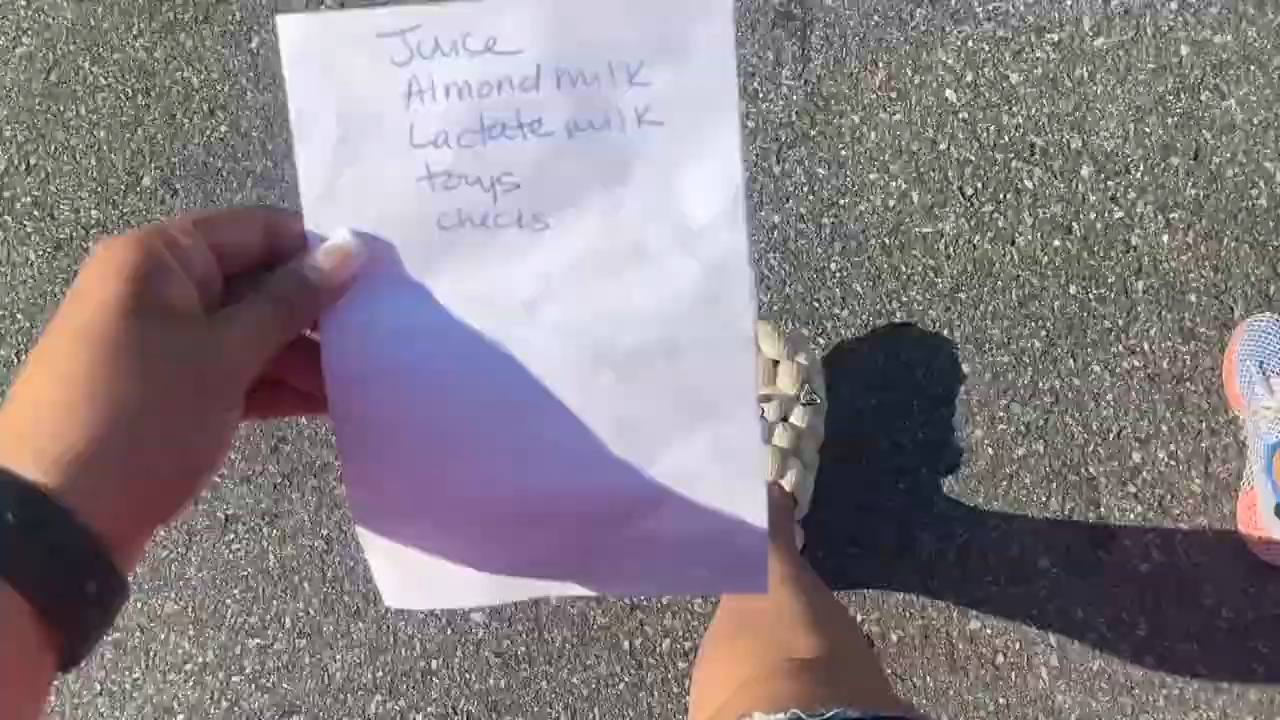 Juice
Almond milk
Lactate milk
toys
checks